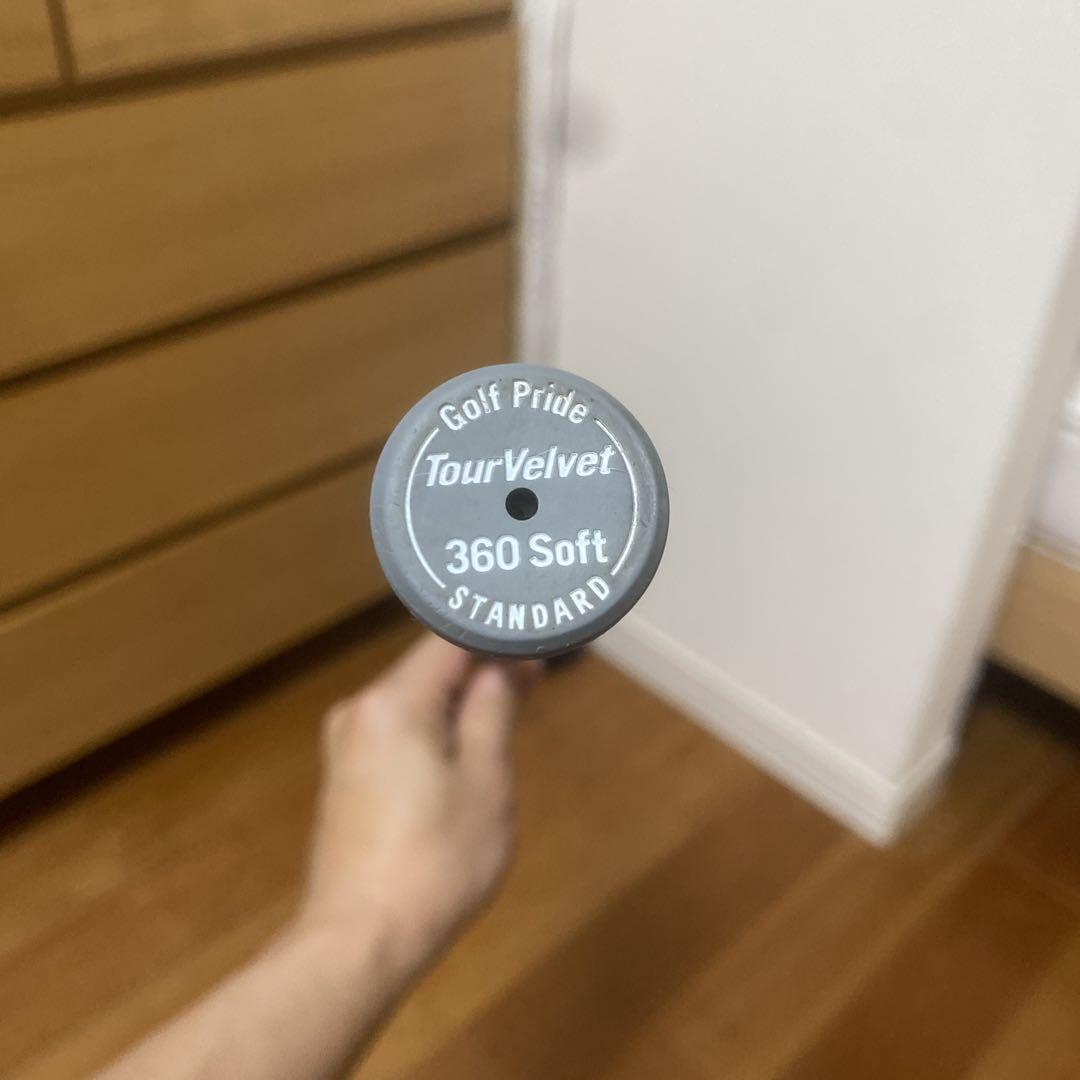 Golf Pride
TourVelvet
360 Soft
STANDARD